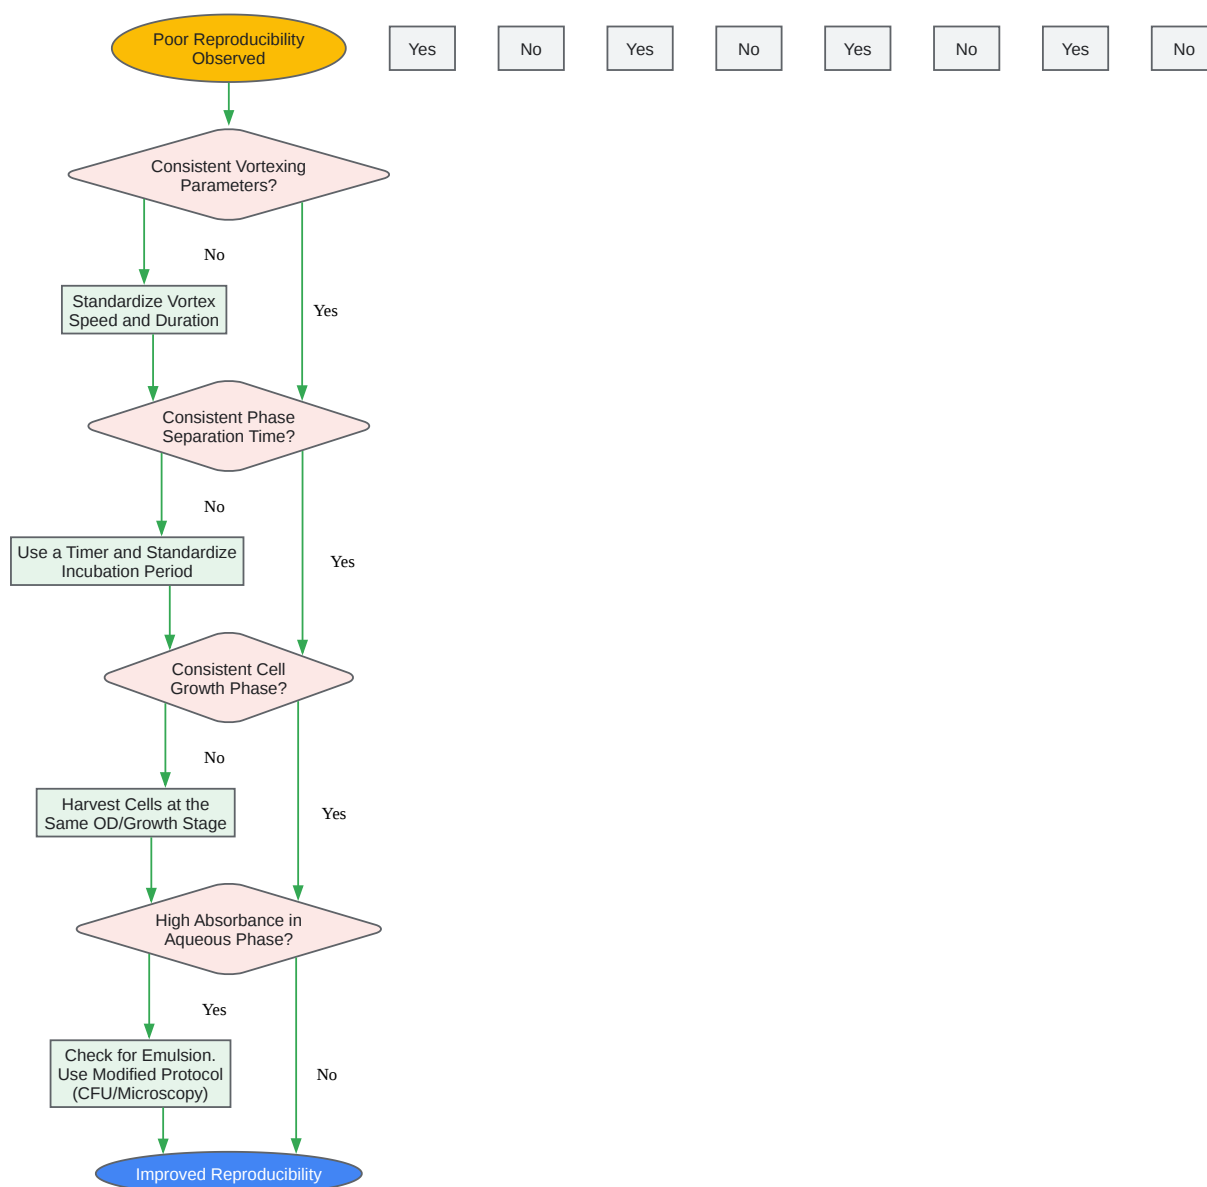 Poor Reproducibility
Observed
Yes
No
Yes
No
Yes
No
Yes
No
Consistent Vortexing
Parameters?
No
Yes
Standardize Vortex
Speed and Duration
Consistent Phase
Separation Time?
No
Yes
Use a Timer and Standardize
Incubation Period
Consistent Cell
Growth Phase?
No
Yes
Harvest Cells at the
Same OD/Growth Stage
High Absorbance in
Aqueous Phase?
Yes
No
Check for Emulsion.
Use Modified Protocol
(CFU/Microscopy)
Improved Reproducibility